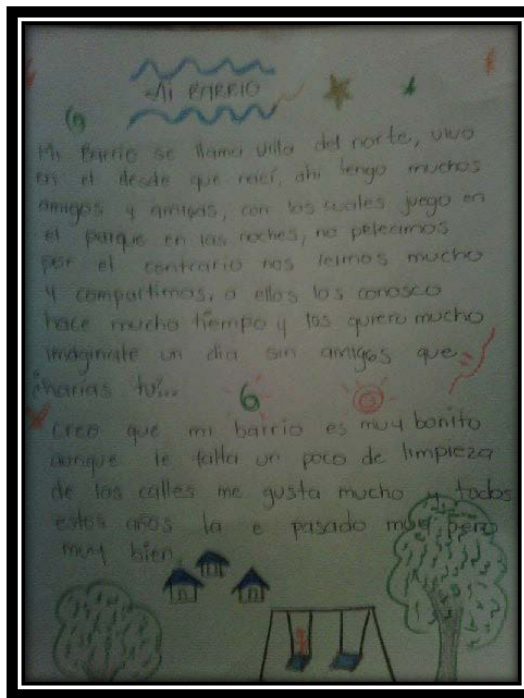 Mi BARRIO
Mi Barrio se llama villa del norte, vivo
en el desde que nací, ahi tengo muchos
amigos y amigas, con los cuales juego en
el parque en las noches, no peleamos
por el contrario nos reimos mucho
y compartimos, a ellos los conosco
hace mucho tiempo y los quiero mucho
imaginate un dia sin amigos que
harias tú...
Creo que mi barrio es muy bonito
aunque le falta un poco de limpieza
de las calles me gusta mucho y todos
estos años la e pasado muy pero
muy bien.